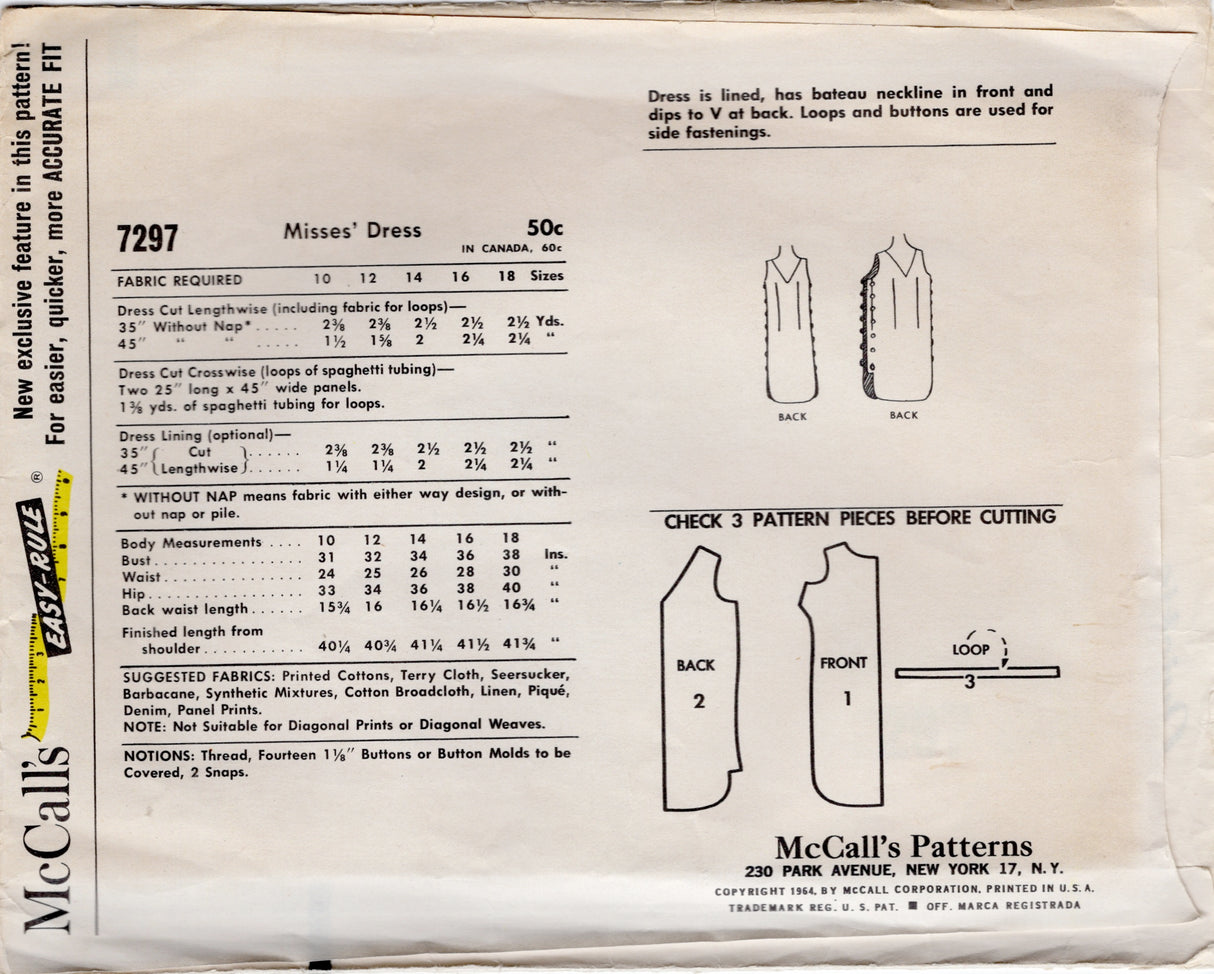 New exclusive feature in this pattern!
For easier, quicker, more ACCURATE FIT
EASY-RULE ®
1 2 3 7 8 9
McCall's
Dress is lined, has bateau neckline in front and
dips to V at back. Loops and buttons are used for
side fastenings.
7297 Misses' Dress 50c
IN CANADA, 60c
FABRIC REQUIRED 10 12 14 16 18 Sizes
Dress Cut Lengthwise (including fabric for loops)—
35" Without Nap* ..... 2⅜ 2⅜ 2½ 2½ 2½ Yds.
45" " " ..... 1½ 1⅝ 2 2¼ 2¼ "
Dress Cut Crosswise (loops of spaghetti tubing)—
Two 25" long x 45" wide panels.
1⅜ yds. of spaghetti tubing for loops.
Dress Lining (optional)—
35" { Cut } ...... 2⅜ 2⅜ 2½ 2½ 2½ "
45" { Lengthwise } ...... 1¼ 1¼ 2 2¼ 2¼ "
* WITHOUT NAP means fabric with either way design, or with-
out nap or pile.
Body Measurements .... 10 12 14 16 18
Bust ................ 31 32 34 36 38 Ins.
Waist ............... 24 25 26 28 30 "
Hip ................. 33 34 36 38 40 "
Back waist length ...... 15¾ 16 16¼ 16½ 16¾ "
Finished length from
shoulder ........... 40¼ 40¾ 41¼ 41½ 41¾ "
SUGGESTED FABRICS: Printed Cottons, Terry Cloth, Seersucker,
Barbacane, Synthetic Mixtures, Cotton Broadcloth, Linen, Piqué,
Denim, Panel Prints.
NOTE: Not Suitable for Diagonal Prints or Diagonal Weaves.
NOTIONS: Thread, Fourteen 1⅛" Buttons or Button Molds to be
Covered, 2 Snaps.
BACK BACK
CHECK 3 PATTERN PIECES BEFORE CUTTING
BACK
2
FRONT
1
LOOP
3
McCall's Patterns
230 PARK AVENUE, NEW YORK 17, N.Y.
COPYRIGHT 1964, BY McCALL CORPORATION. PRINTED IN U.S.A.
TRADEMARK REG. U.S. PAT. ■ OFF. MARCA REGISTRADA